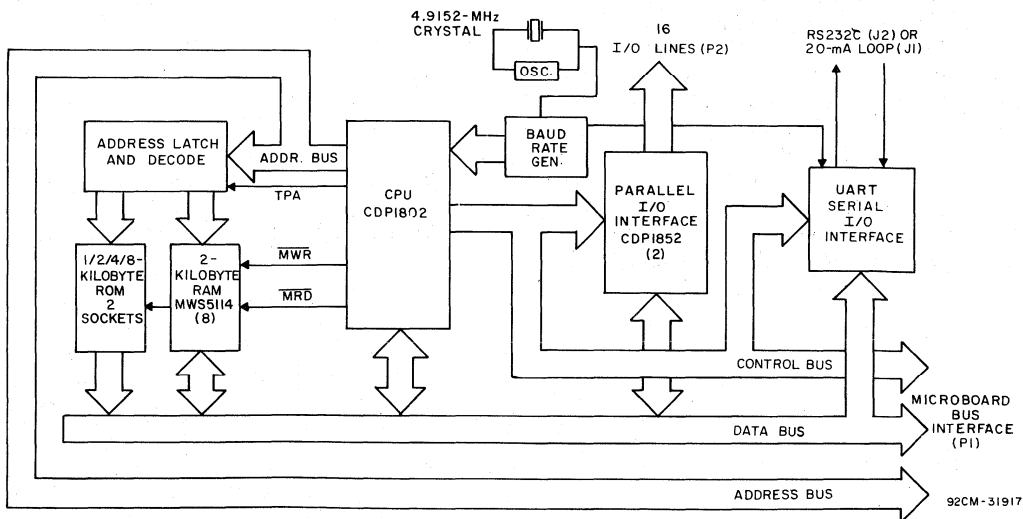 4.9152-MHz
CRYSTAL
OSC.
16
I/O LINES (P2)
RS232C (J2) OR
20-mA LOOP (J1)
ADDRESS LATCH
AND DECODE
ADDR. BUS
TPA
CPU
CDP1802
BAUD
RATE
GEN.
PARALLEL
I/O
INTERFACE
CDP1852
(2)
UART
SERIAL
I/O
INTERFACE
1/2/4/8-
KILOBYTE
ROM
2
SOCKETS
2-
KILOBYTE
RAM
MWS5114
(8)
MWR
MRD
CONTROL BUS
DATA BUS
MICROBOARD
BUS
INTERFACE
(P1)
ADDRESS BUS
92CM-31917